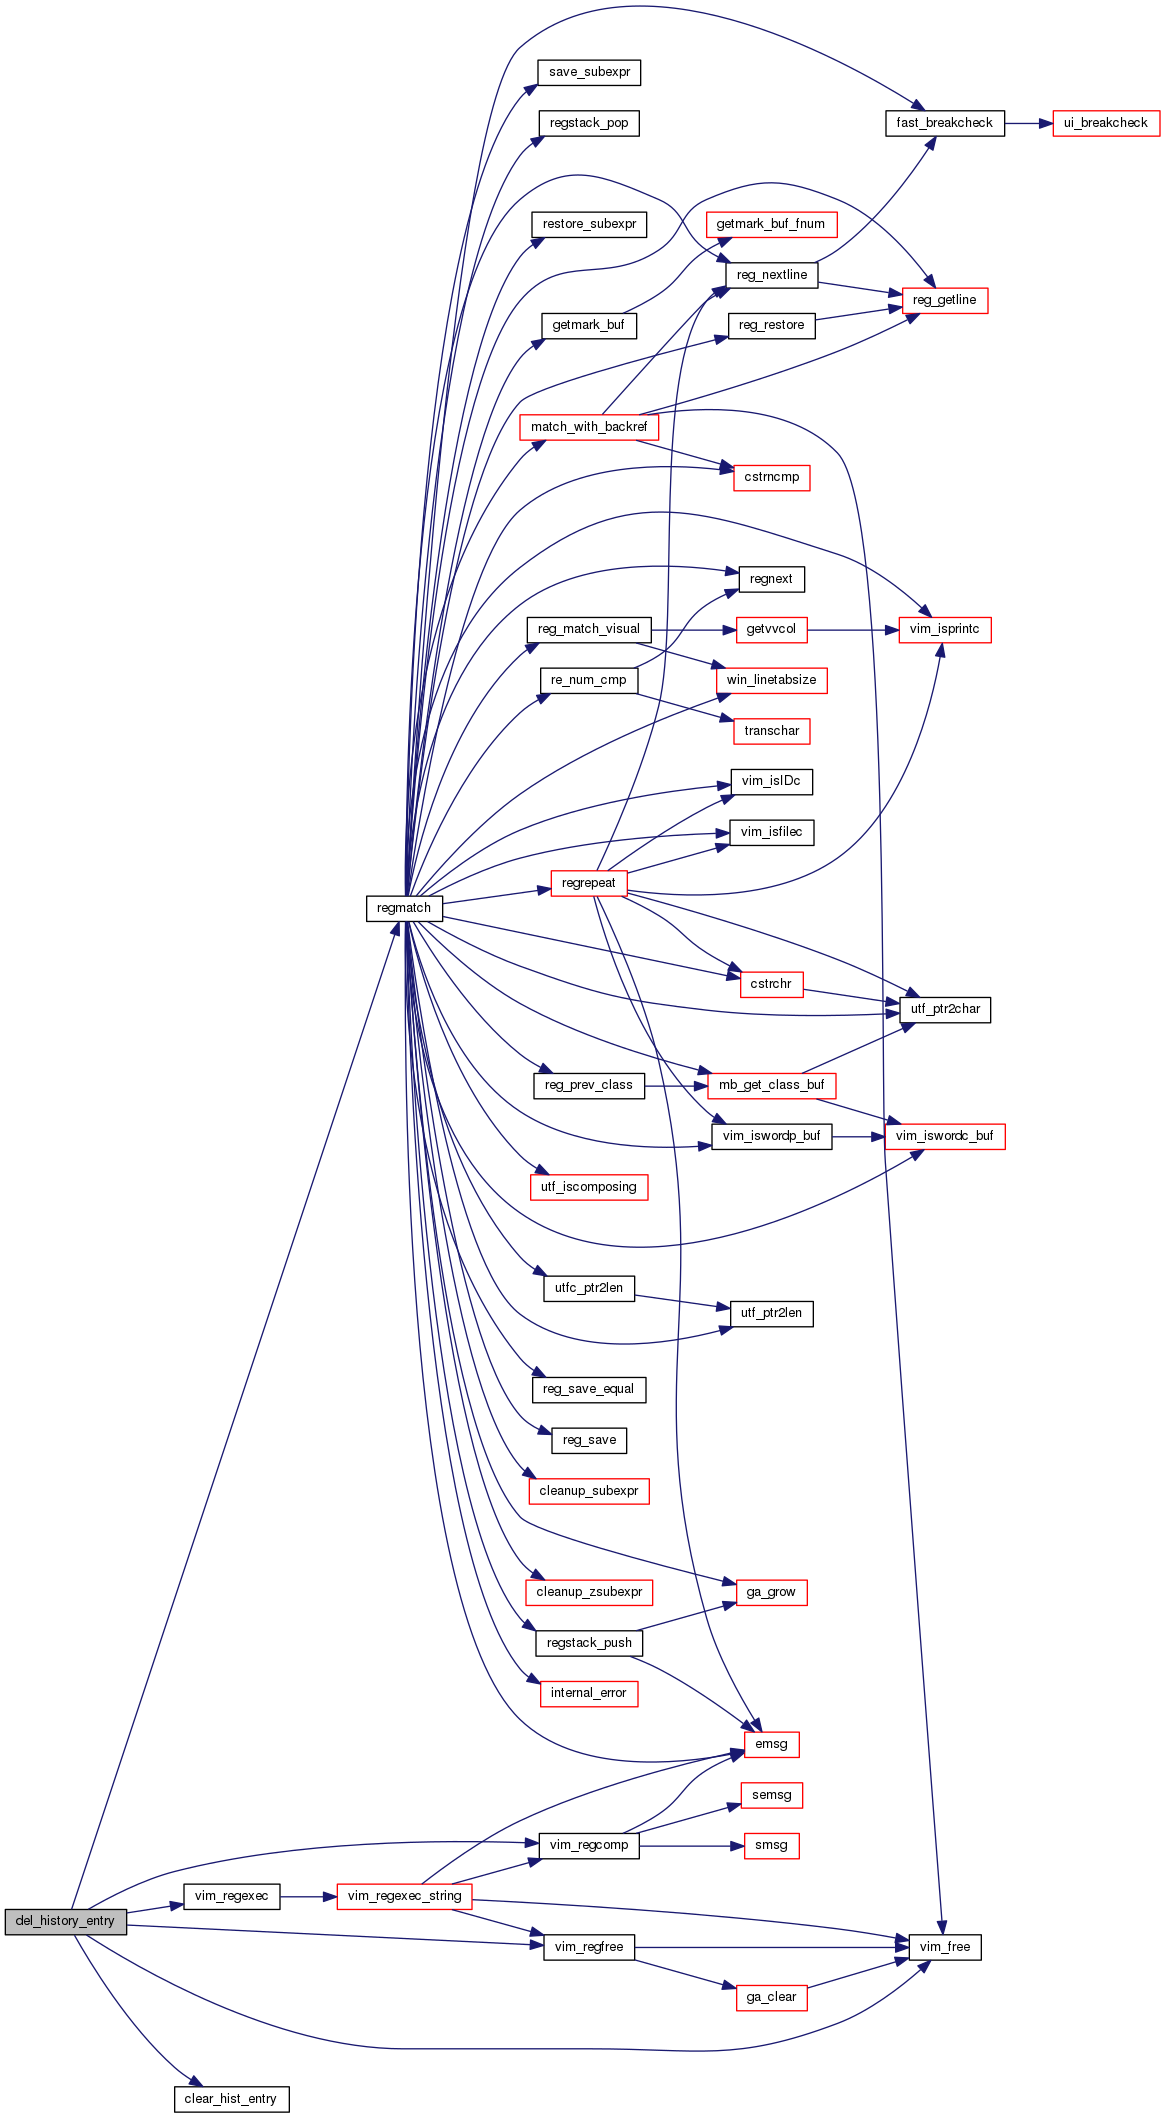 save_subexpr
regstack_pop
fast_breakcheck
ui_breakcheck
restore_subexpr
getmark_buf_fnum
reg_nextline
reg_getline
getmark_buf
reg_restore
match_with_backref
cstrncmp
regnext
reg_match_visual
getvvcol
vim_isprintc
re_num_cmp
win_linetabsize
transchar
vim_isIDc
vim_isfilec
regrepeat
regmatch
cstrchr
utf_ptr2char
reg_prev_class
mb_get_class_buf
vim_iswordp_buf
vim_iswordc_buf
utf_iscomposing
utfc_ptr2len
utf_ptr2len
reg_save_equal
reg_save
cleanup_subexpr
cleanup_zsubexpr
ga_grow
regstack_push
internal_error
emsg
semsg
vim_regcomp
smsg
vim_regexec
vim_regexec_string
del_history_entry
vim_regfree
vim_free
ga_clear
clear_hist_entry